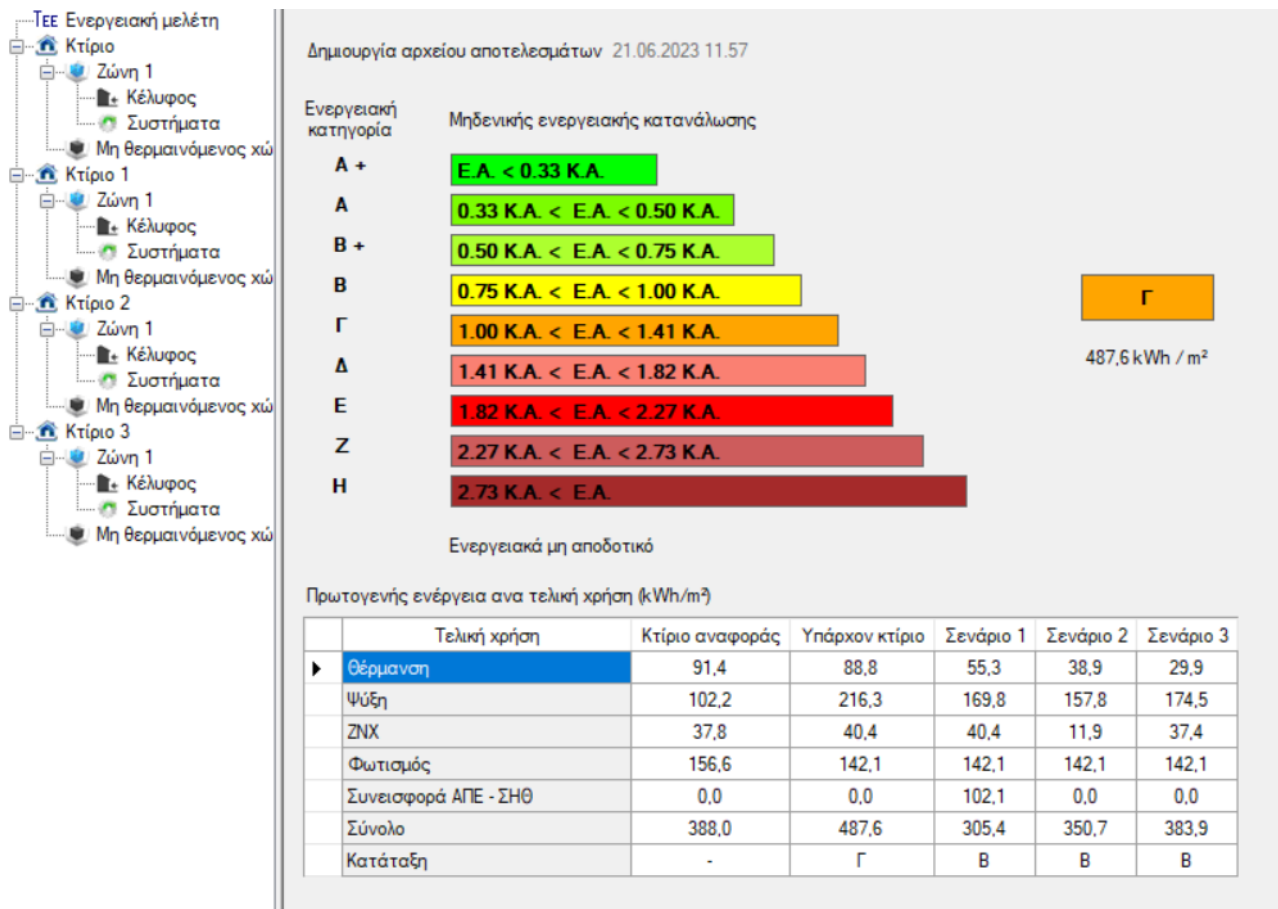 ΤΕΕ Ενεργειακή μελέτη
Κτίριο
Ζώνη 1
Κέλυφος
Συστήματα
Μη θερμαινόμενος χώ
Κτίριο 1
Ζώνη 1
Κέλυφος
Συστήματα
Μη θερμαινόμενος χώ
Κτίριο 2
Ζώνη 1
Κέλυφος
Συστήματα
Μη θερμαινόμενος χώ
Κτίριο 3
Ζώνη 1
Κέλυφος
Συστήματα
Μη θερμαινόμενος χώ
Δημιουργία αρχείου αποτελεσμάτων 21.06.2023 11.57
Ενεργειακή
κατηγορία
Μηδενικής ενεργειακής κατανάλωσης
Α + Ε.Α. < 0.33 Κ.Α.
Α 0.33 Κ.Α. < Ε.Α. < 0.50 Κ.Α.
Β + 0.50 Κ.Α. < Ε.Α. < 0.75 Κ.Α.
Β 0.75 Κ.Α. < Ε.Α. < 1.00 Κ.Α.
Γ 1.00 Κ.Α. < Ε.Α. < 1.41 Κ.Α.
Δ 1.41 Κ.Α. < Ε.Α. < 1.82 Κ.Α.
Ε 1.82 Κ.Α. < Ε.Α. < 2.27 Κ.Α.
Ζ 2.27 Κ.Α. < Ε.Α. < 2.73 Κ.Α.
Η 2.73 Κ.Α. < Ε.Α.
Γ
487,6 kWh / m²
Ενεργειακά μη αποδοτικό
Πρωτογενής ενέργεια ανα τελική χρήση (kWh/m²)
Τελική χρήση Κτίριο αναφοράς Υπάρχον κτίριο Σενάριο 1 Σενάριο 2 Σενάριο 3
Θέρμανση 91,4 88,8 55,3 38,9 29,9
Ψύξη 102,2 216,3 169,8 157,8 174,5
ΖΝΧ 37,8 40,4 40,4 11,9 37,4
Φωτισμός 156,6 142,1 142,1 142,1 142,1
Συνεισφορά ΑΠΕ - ΣΗΘ 0,0 0,0 102,1 0,0 0,0
Σύνολο 388,0 487,6 305,4 350,7 383,9
Κατάταξη - Γ Β Β Β